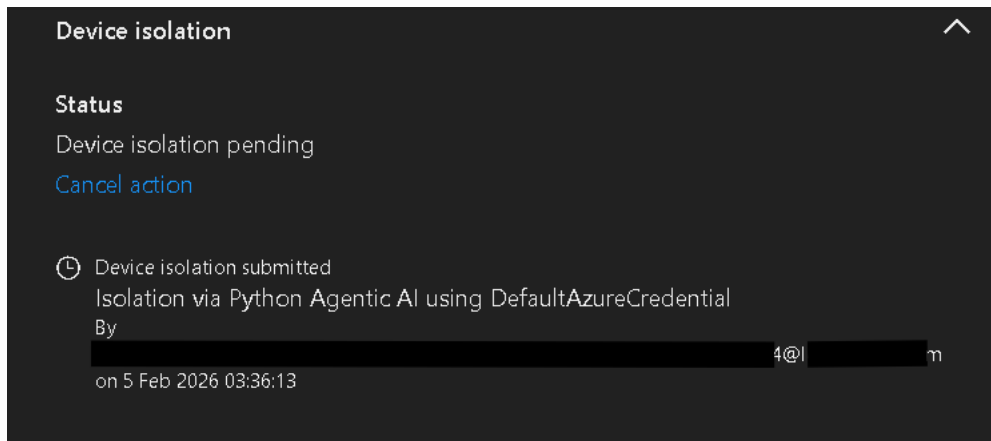 Device isolation
Status
Device isolation pending
Cancel action
Device isolation submitted
Isolation via Python Agentic AI using DefaultAzureCredential
By
4@l m
on 5 Feb 2026 03:36:13